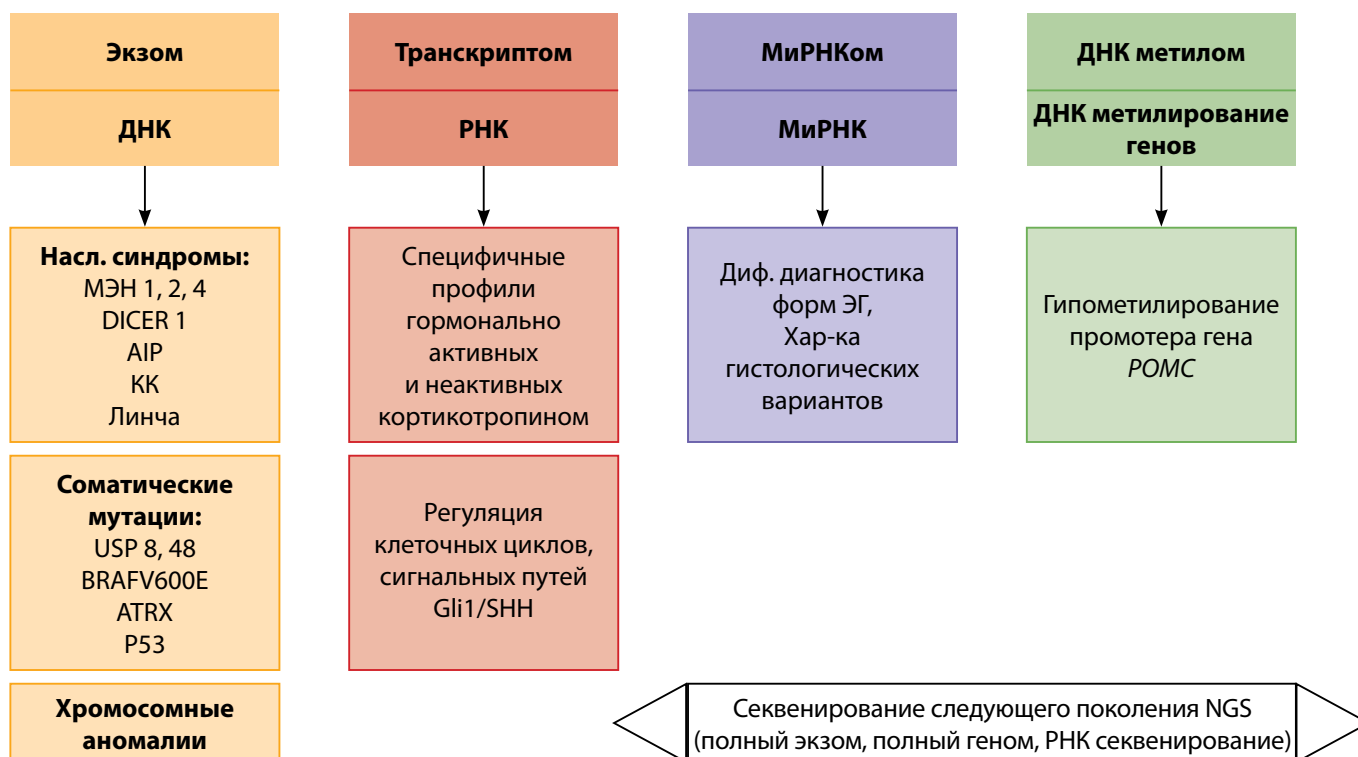 Экзом
ДНК
Насл. синдромы:
МЭН 1, 2, 4
DICER 1
AIP
КК
Линча
Соматические
мутации:
USP 8, 48
BRAFV600E
ATRX
P53
Хромосомные
аномалии
Транскриптом
РНК
Специфичные
профили
гормонально
активных
и неактивных
кортикотропином
Регуляция
клеточных циклов,
сигнальных путей
Gli1/SHH
МиРНКом
МиРНК
Диф. диагностика
форм ЭГ,
Хар-ка
гистологических
вариантов
ДНК метилом
ДНК метилирование
генов
Гипометилирование
промотера гена
POMC
Секвенирование следующего поколения NGS
(полный экзом, полный геном, РНК секвенирование)